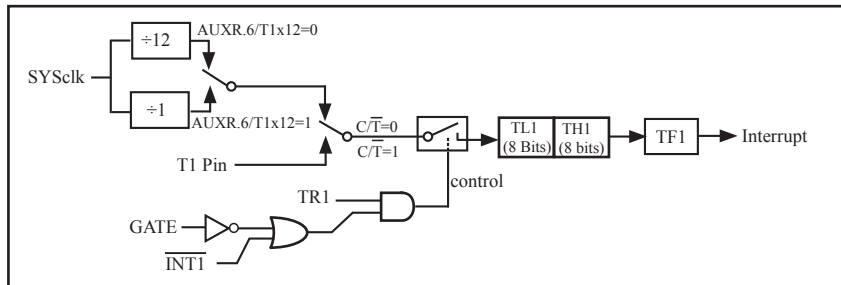 AUXR.6/T1x12=0
÷12
SYSclk
÷1
AUXR.6/T1x12=1
C/T̅=0
C/T̅=1
TL1
(8 Bits)
TH1
(8 bits)
TF1
Interrupt
T1 Pin
control
TR1
GATE
I̅N̅T̅1̅